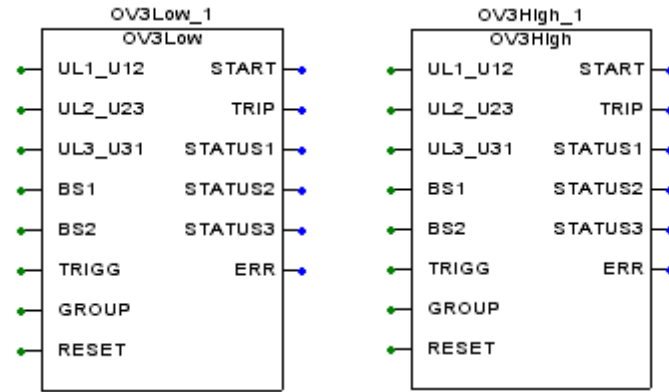 OV3Low_1
OV3Low
UL1_U12 START
UL2_U23 TRIP
UL3_U31 STATUS1
BS1 STATUS2
BS2 STATUS3
TRIGG ERR
GROUP
RESET
OV3High_1
OV3High
UL1_U12 START
UL2_U23 TRIP
UL3_U31 STATUS1
BS1 STATUS2
BS2 STATUS3
TRIGG ERR
GROUP
RESET